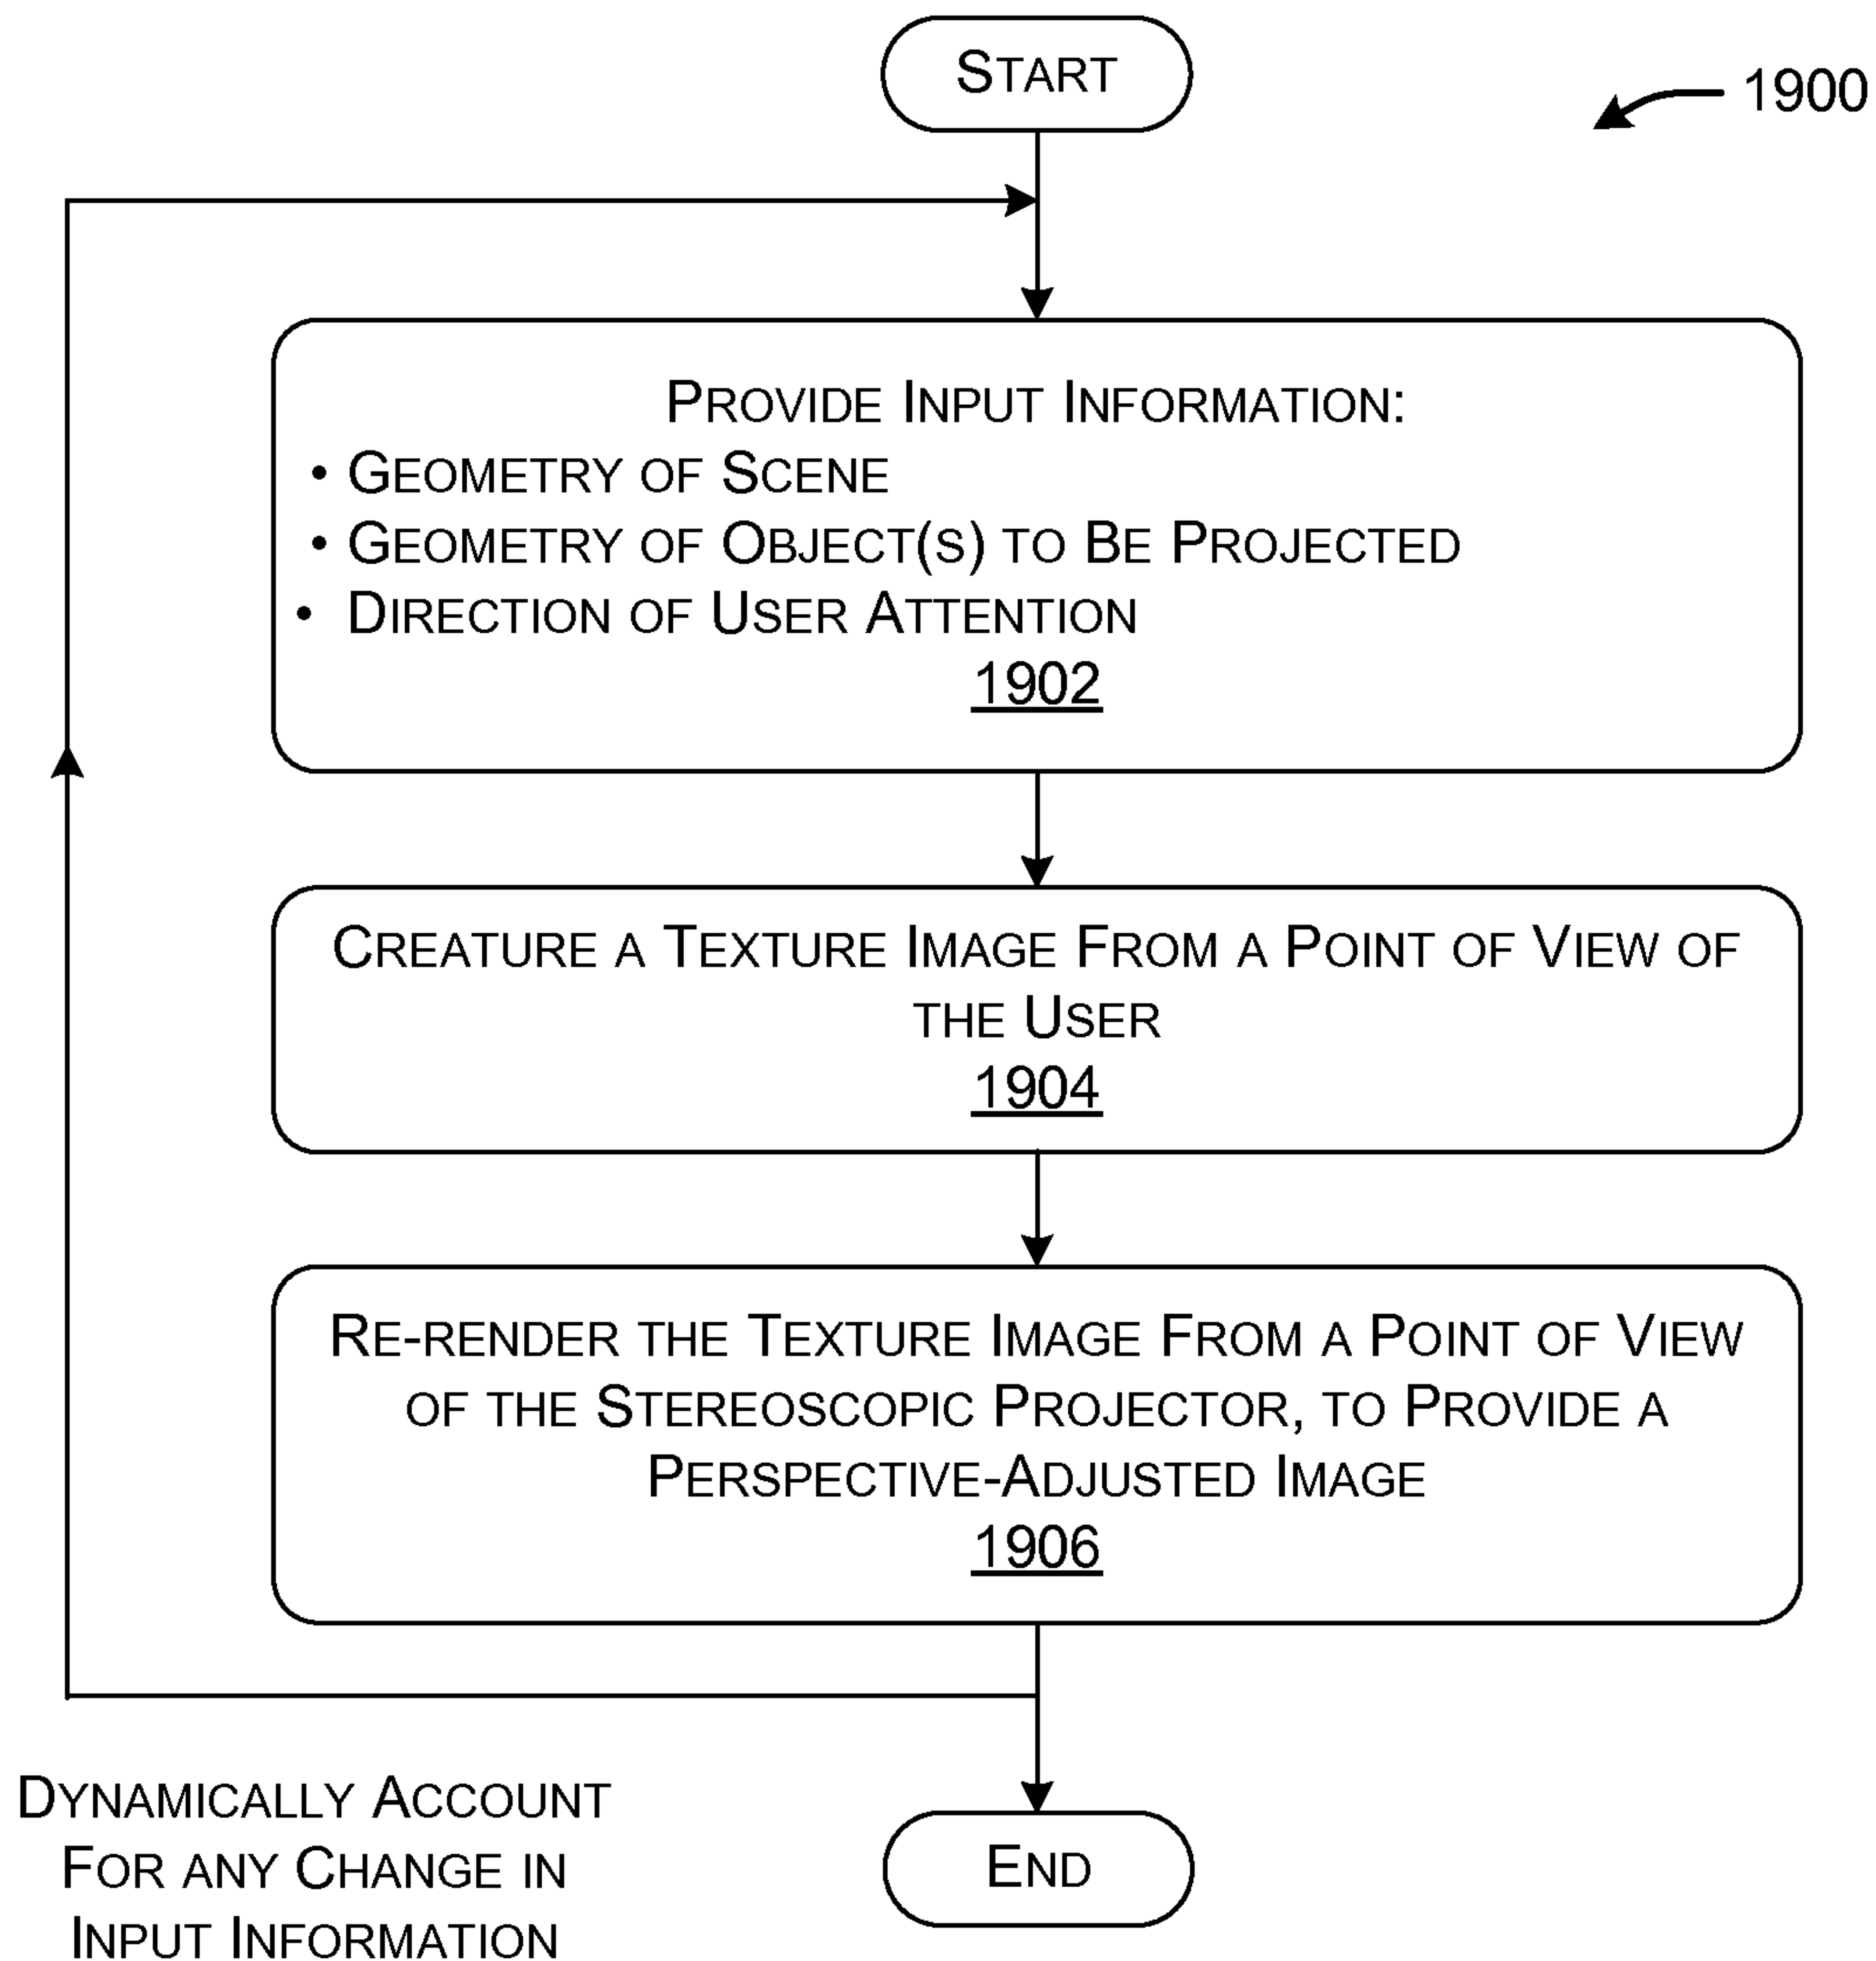 START
1900
PROVIDE INPUT INFORMATION:
• GEOMETRY OF SCENE
• GEOMETRY OF OBJECT(S) TO BE PROJECTED
• DIRECTION OF USER ATTENTION
1902
CREATURE A TEXTURE IMAGE FROM A POINT OF VIEW OF
THE USER
1904
RE-RENDER THE TEXTURE IMAGE FROM A POINT OF VIEW
OF THE STEREOSCOPIC PROJECTOR, TO PROVIDE A
PERSPECTIVE-ADJUSTED IMAGE
1906
DYNAMICALLY ACCOUNT
FOR ANY CHANGE IN
INPUT INFORMATION
END